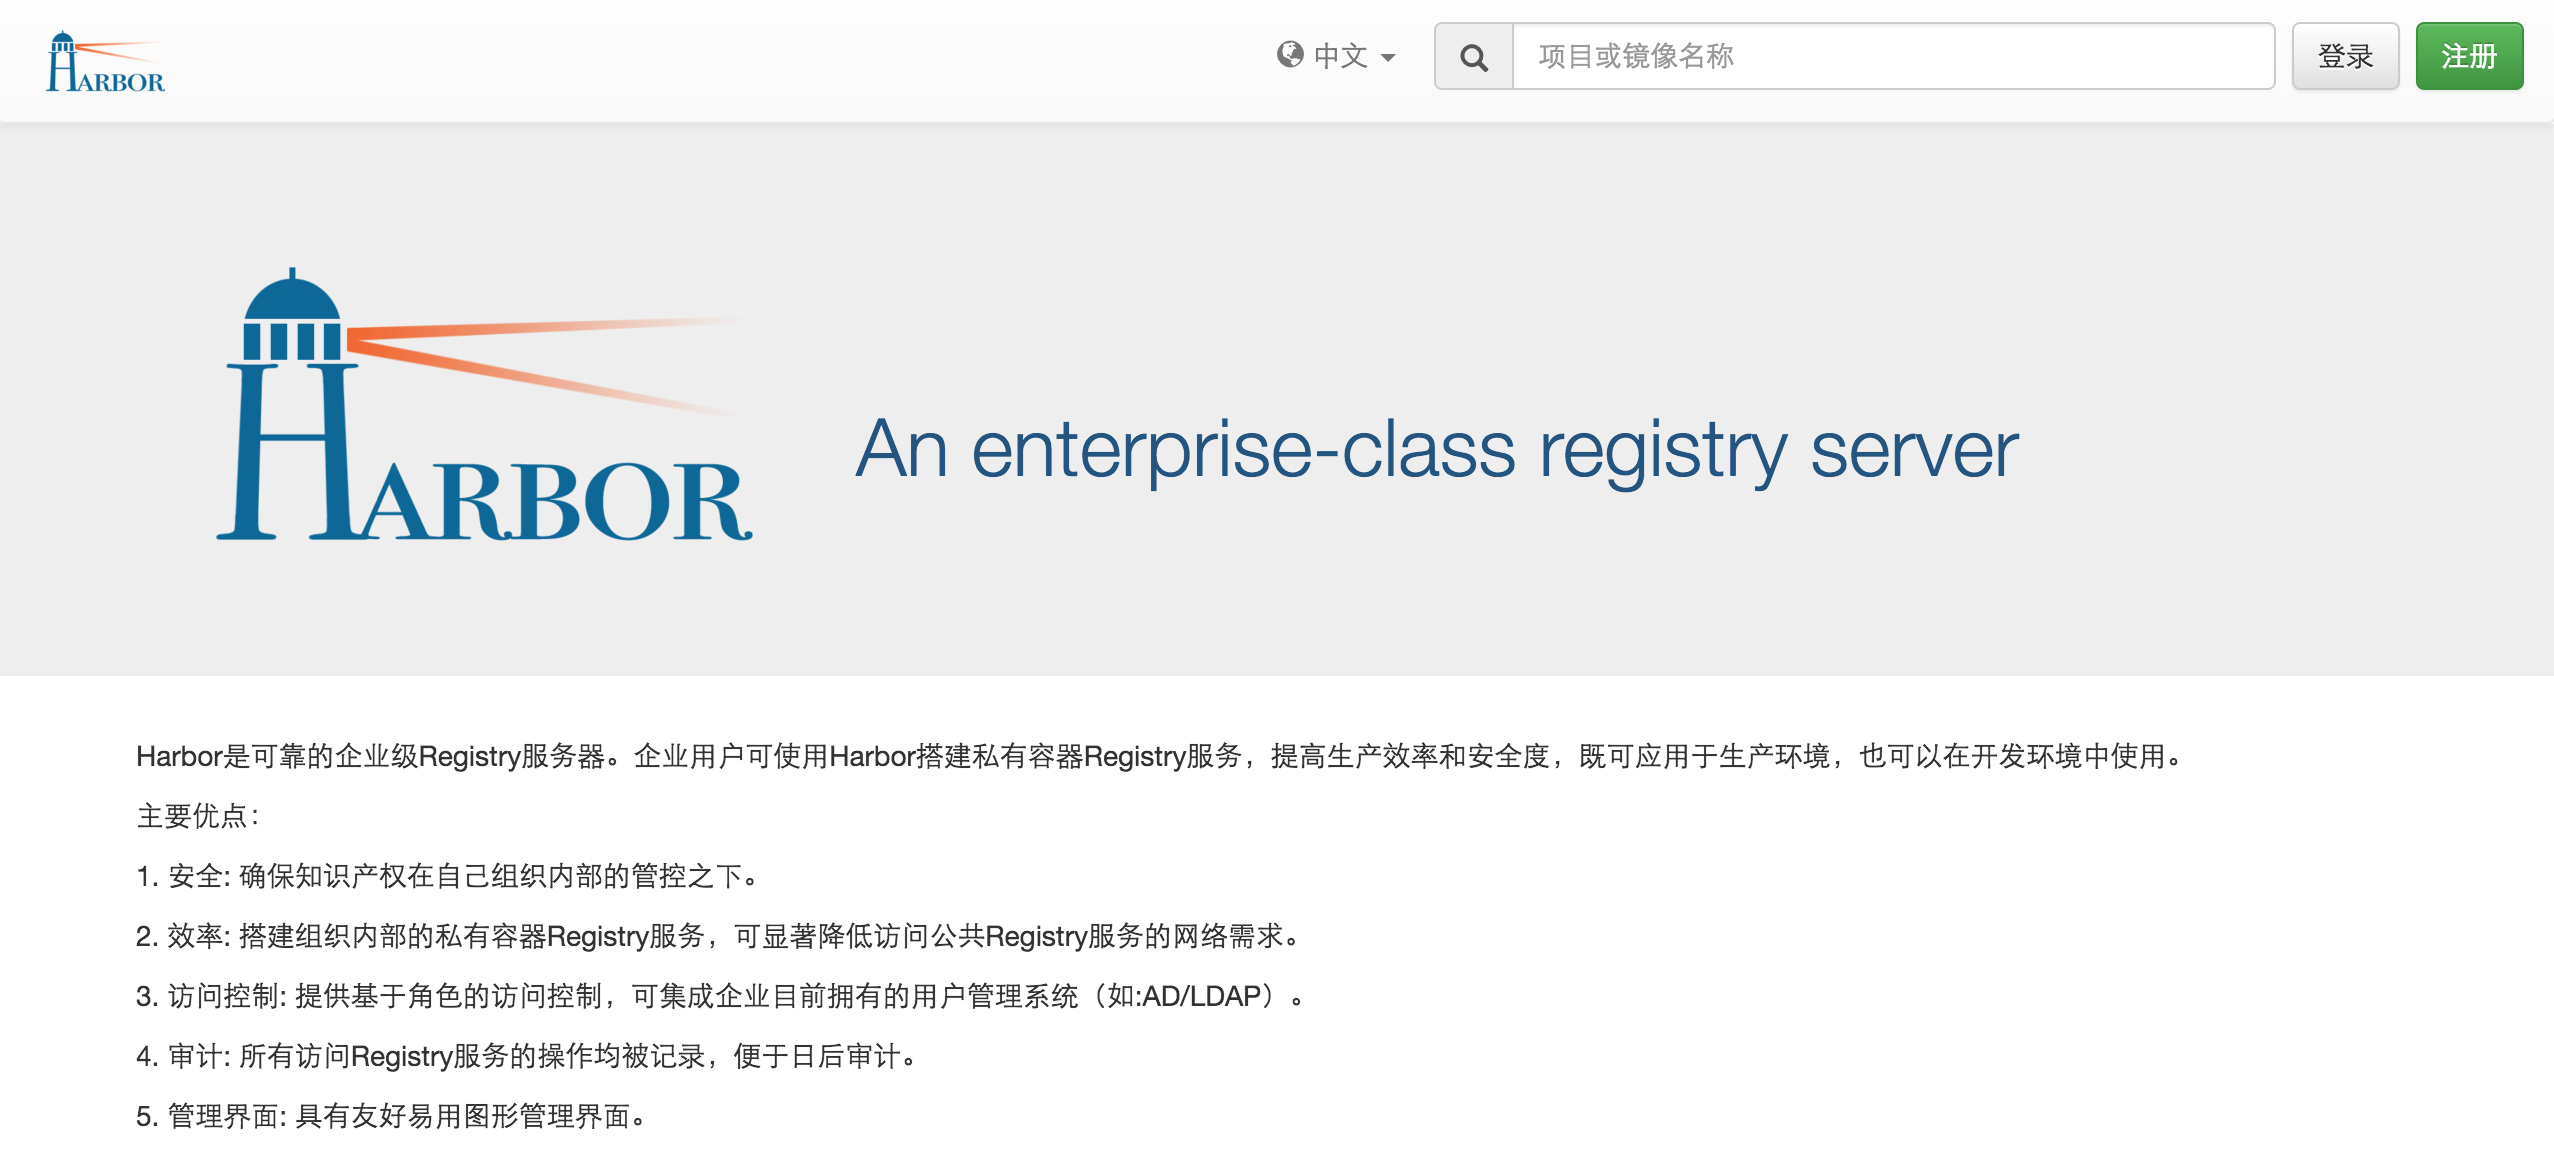 HARBOR
中文
项目或镜像名称
登录
注册
HARBOR
An enterprise-class registry server
Harbor是可靠的企业级Registry服务器。企业用户可使用Harbor搭建私有容器Registry服务，提高生产效率和安全度，既可应用于生产环境，也可以在开发环境中使用。
主要优点：
1. 安全: 确保知识产权在自己组织内部的管控之下。
2. 效率: 搭建组织内部的私有容器Registry服务，可显著降低访问公共Registry服务的网络需求。
3. 访问控制: 提供基于角色的访问控制，可集成企业目前拥有的用户管理系统（如:AD/LDAP）。
4. 审计: 所有访问Registry服务的操作均被记录，便于日后审计。
5. 管理界面: 具有友好易用图形管理界面。